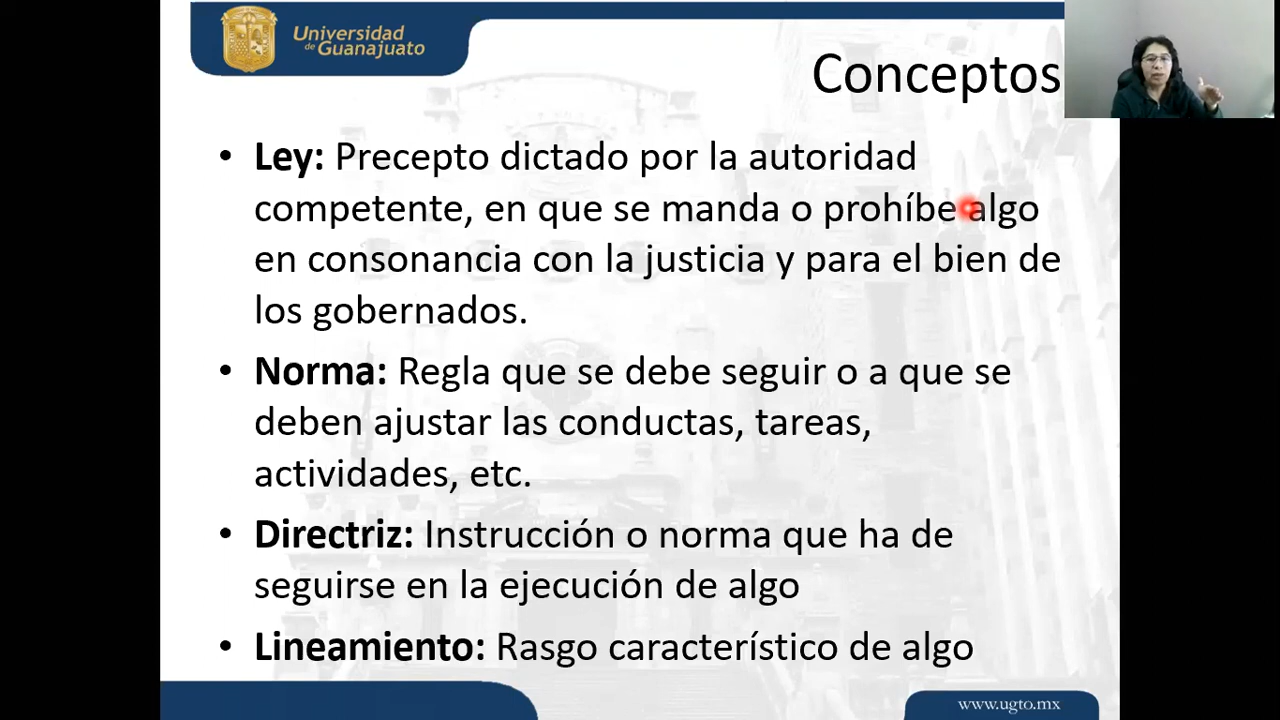 Universidad
de Guanajuato
Conceptos
• Ley: Precepto dictado por la autoridad
competente, en que se manda o prohíbe algo
en consonancia con la justicia y para el bien de
los gobernados.
• Norma: Regla que se debe seguir o a que se
deben ajustar las conductas, tareas,
actividades, etc.
• Directriz: Instrucción o norma que ha de
seguirse en la ejecución de algo
• Lineamiento: Rasgo característico de algo
www.ugto.mx